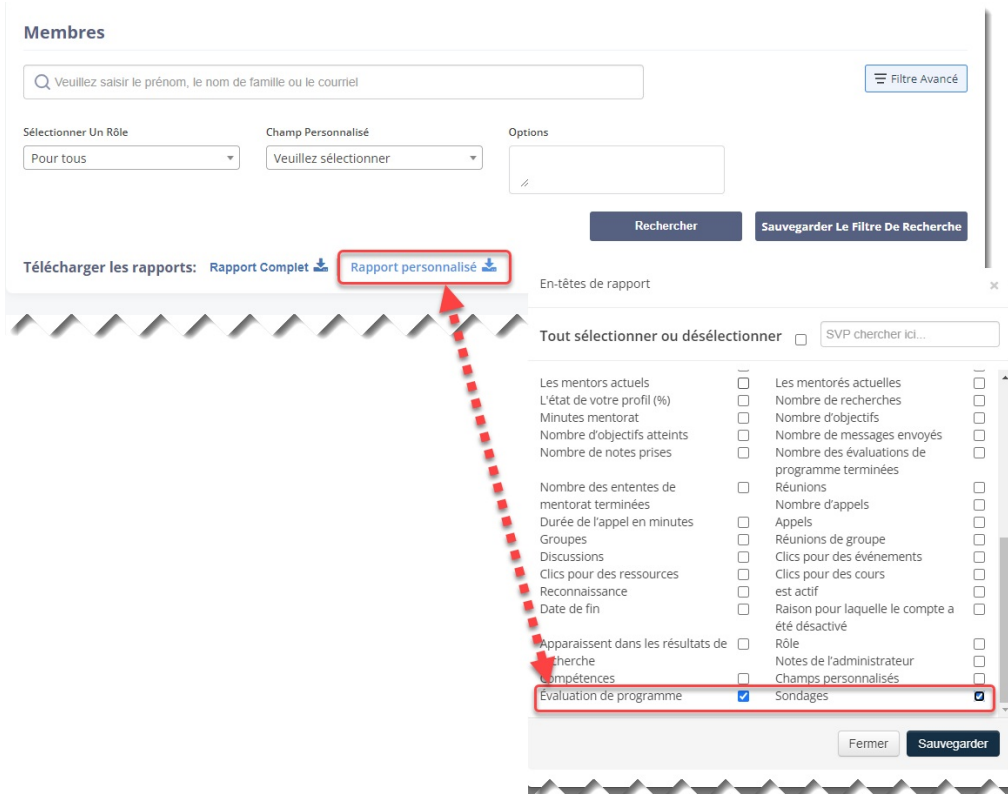 Membres
Veuillez saisir le prénom, le nom de famille ou le courriel
Filtre Avancé
Sélectionner Un Rôle
Champ Personnalisé
Options
Pour tous
Veuillez sélectionner
Rechercher
Sauvegarder Le Filtre De Recherche
Télécharger les rapports: Rapport Complet Rapport personnalisé
En-têtes de rapport
×
Tout sélectionner ou désélectionner
SVP chercher ici...
Les mentors actuels
Les mentorés actuelles
L'état de votre profil (%)
Nombre de recherches
Minutes mentorat
Nombre d'objectifs
Nombre d'objectifs atteints
Nombre de messages envoyés
Nombre de notes prises
Nombre des évaluations de
programme terminées
Nombre des ententes de
mentorat terminées
Réunions
Nombre d'appels
Durée de l'appel en minutes
Appels
Groupes
Réunions de groupe
Discussions
Clics pour des événements
Clics pour des ressources
Clics pour des cours
Reconnaissance
est actif
Date de fin
Raison pour laquelle le compte a
été désactivé
Apparaissent dans les résultats de
recherche
Rôle
Notes de l'administrateur
Compétences
Champs personnalisés
Évaluation de programme
Sondages
Fermer
Sauvegarder